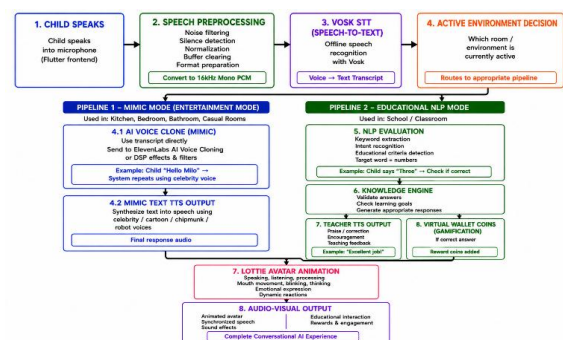 1. CHILD SPEAKS
Child speaks
into microphone
(Flutter frontend)
2. SPEECH PREPROCESSING
Noise filtering
Silence detection
Normalization
Buffer clearing
Format preparation
Convert to 16kHz Mono PCM
3. VOSK STT
(SPEECH-TO-TEXT)
Offline speech
recognition
with Vosk
Voice → Text Transcript
4. ACTIVE ENVIRONMENT DECISION
Which room /
environment is
currently active
Routes to appropriate pipeline
PIPELINE 1 – MIMIC MODE (ENTERTAINMENT MODE)
Used in: Kitchen, Bedroom, Bathroom, Casual Rooms
4.1 AI VOICE CLONE (MIMIC)
Use transcript directly
Send to ElevenLabs AI Voice Cloning
or DSP effects & filters
Example: Child "Hello Milo" →
System repeats using celebrity voice
4.2 MIMIC TEXT TTS OUTPUT
Synthesize text into speech using
celebrity / cartoon / chipmunk /
robot voices
Final response audio
PIPELINE 2 – EDUCATIONAL NLP MODE
Used in: School / Classroom
5. NLP EVALUATION
Keyword extraction
Intent recognition
Educational criteria detection
Target word = numbers
Example: Child says "Three" → Check if correct
6. KNOWLEDGE ENGINE
Validate answers
Check learning goals
Generate appropriate responses
7. TEACHER TTS OUTPUT
Praise / correction
Encouragement
Teaching feedback
Example: "Excellent job!"
8. VIRTUAL WALLET COINS
(GAMIFICATION)
If correct answer
Reward coins added
7. LOTTIE AVATAR ANIMATION
Speaking, listening, processing
Mouth movement, blinking, thinking
Emotional expression
Dynamic reactions
8. AUDIO-VISUAL OUTPUT
Animated avatar
Synchronized speech
Sound effects
Educational interaction
Rewards & engagement
Complete Conversational AI Experience